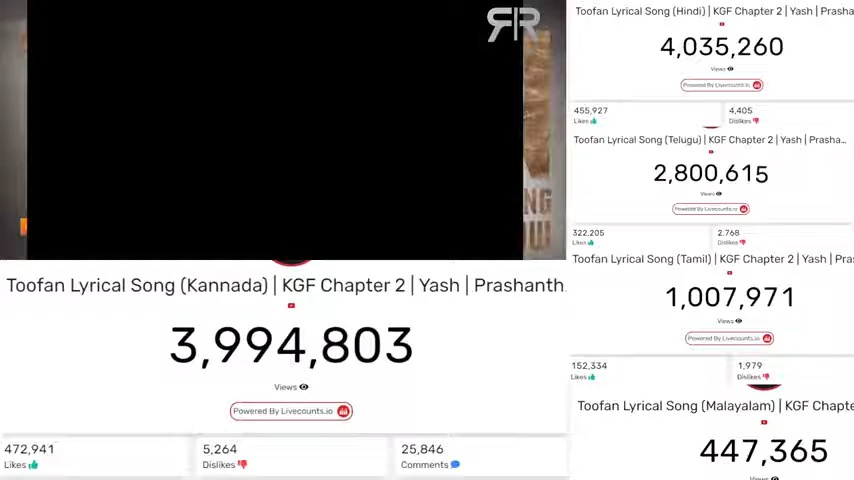 RR
NG
Toofan Lyrical Song (Kannada) | KGF Chapter 2 | Yash | Prashanth
3,994,803
Views
Powered By Livecounts.io
472,941
Likes
5,264
Dislikes
25,846
Comments
Toofan Lyrical Song (Hindi) | KGF Chapter 2 | Yash | Prasha
4,035,260
Views
Powered By Livecounts.io
455,927
Likes
4,405
Dislikes
Toofan Lyrical Song (Telugu) | KGF Chapter 2 | Yash | Prasha...
2,800,615
Views
Powered By Livecounts.io
322,205
Likes
2,768
Dislikes
Toofan Lyrical Song (Tamil) | KGF Chapter 2 | Yash | Pras
1,007,971
Views
Powered By Livecounts.io
152,334
Likes
1,979
Dislikes
Toofan Lyrical Song (Malayalam) | KGF Chapte
447,365
Views